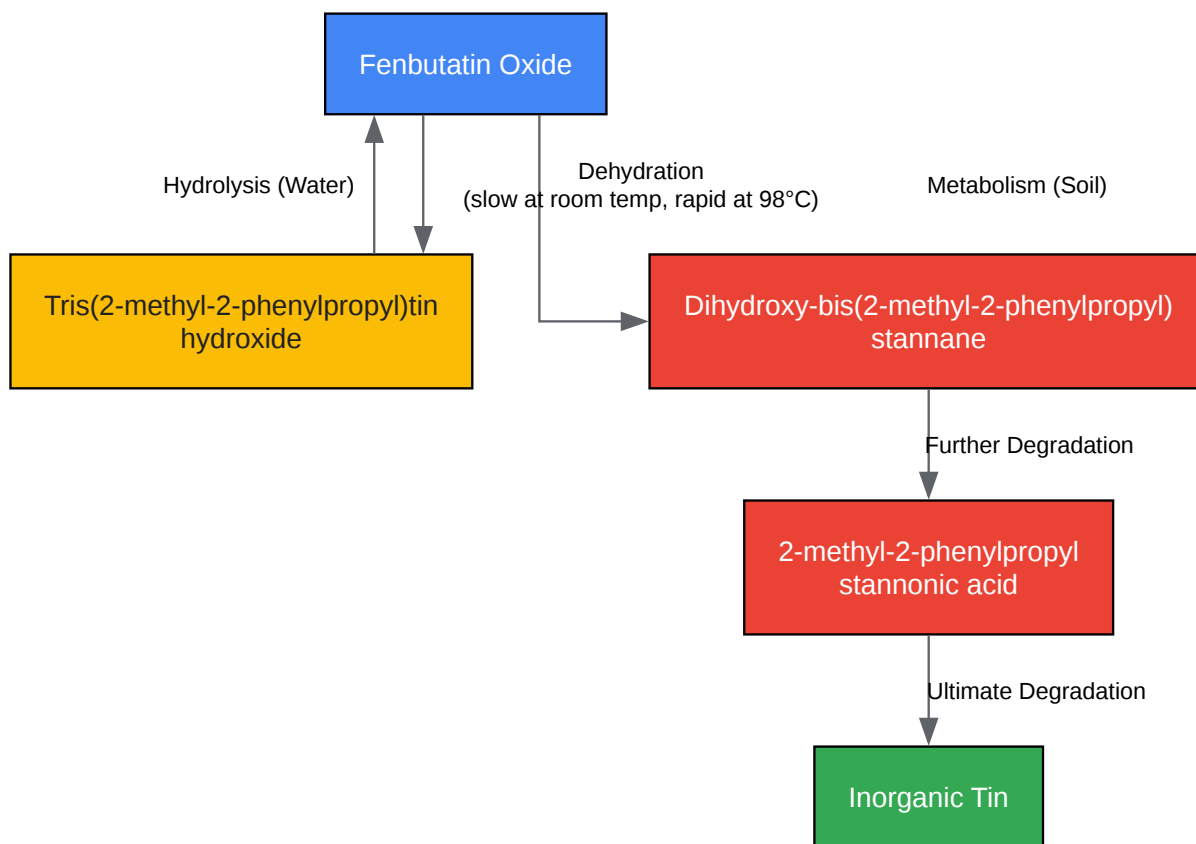 Fenbutatin Oxide
Hydrolysis (Water)
Dehydration
(slow at room temp, rapid at 98°C)
Metabolism (Soil)
Tris(2-methyl-2-phenylpropyl)tin
hydroxide
Dihydroxy-bis(2-methyl-2-phenylpropyl)
stannane
Further Degradation
2-methyl-2-phenylpropyl
stannonic acid
Ultimate Degradation
Inorganic Tin